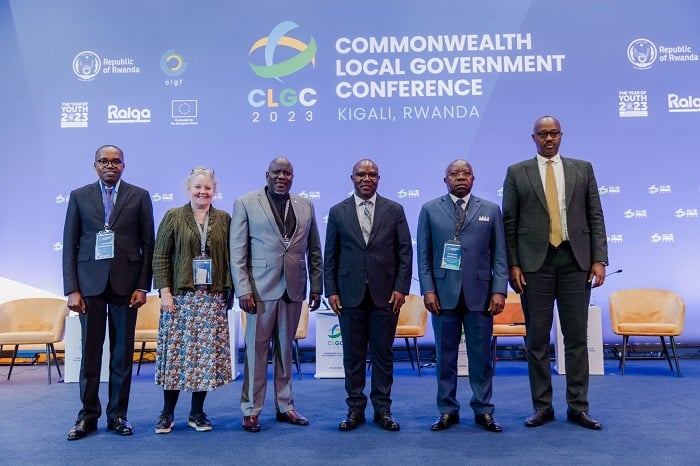 Republic
of Rwanda
clgf
THE YEAR OF
YOUTH
2023
Ralga
CLGC
2023
COMMONWEALTH
LOCAL GOVERNMENT
CONFERENCE
KIGALI, RWANDA
Republic
of Rwanda
THE YEAR OF
YOUTH
2023
Ralga